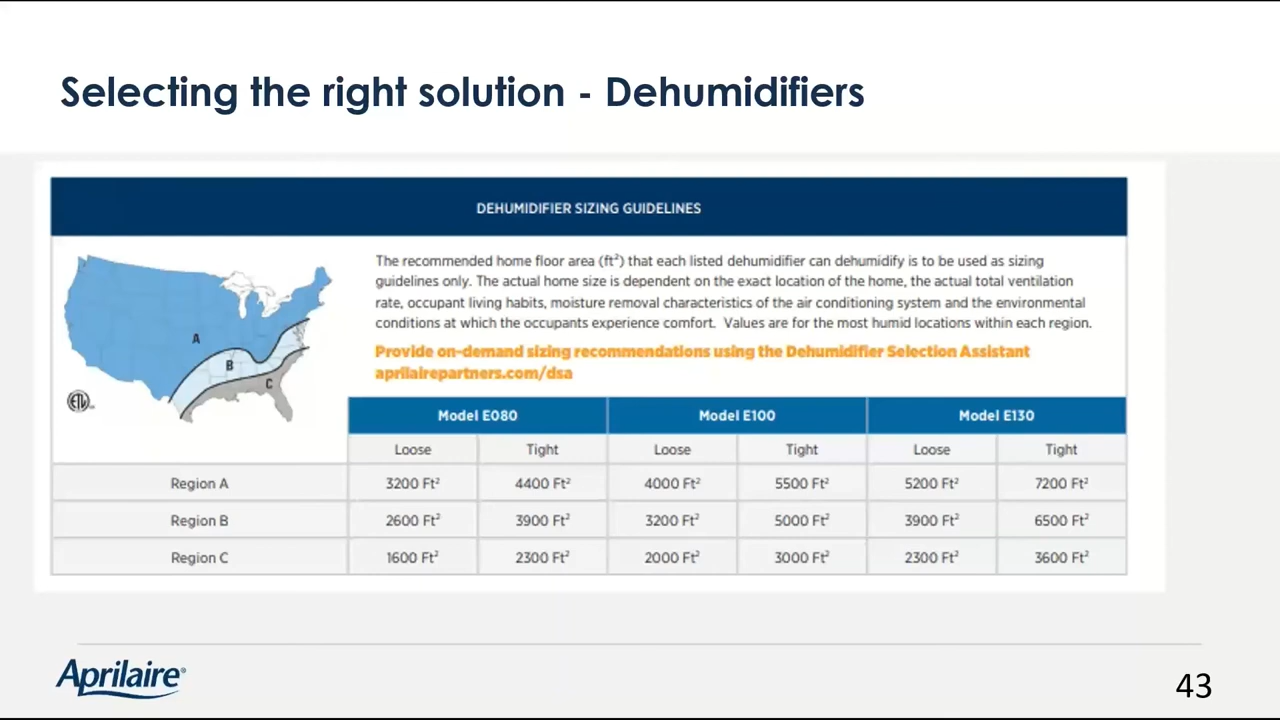 Selecting the right solution - Dehumidifiers
DEHUMIDIFIER SIZING GUIDELINES
The recommended home floor area (ft²) that each listed dehumidifier can dehumidify is to be used as sizing
guidelines only. The actual home size is dependent on the exact location of the home, the actual total ventilation
rate, occupant living habits, moisture removal characteristics of the air conditioning system and the environmental
conditions at which the occupants experience comfort. Values are for the most humid locations within each region.
Provide on-demand sizing recommendations using the Dehumidifier Selection Assistant
aprilairepartners.com/dsa
A
B
C
ETL
Model E080 Model E100 Model E130
Loose Tight Loose Tight Loose Tight
Region A 3200 Ft² 4400 Ft² 4000 Ft² 5500 Ft² 5200 Ft² 7200 Ft²
Region B 2600 Ft² 3900 Ft² 3200 Ft² 5000 Ft² 3900 Ft² 6500 Ft²
Region C 1600 Ft² 2300 Ft² 2000 Ft² 3000 Ft² 2300 Ft² 3600 Ft²
Aprilaire®
43